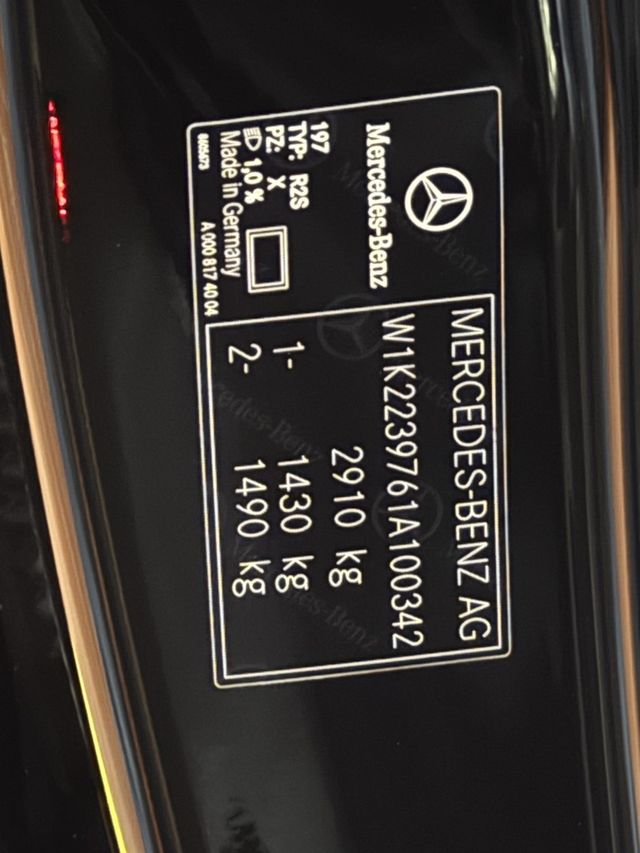 Mercedes-Benz
197
TYP: R2S
PZ: X
1,0 %
Made in Germany
A 000 817 40 04
MERCEDES-BENZ AG
W1K2239761A100342
2910 kg
1- 1430 kg
2- 1490 kg